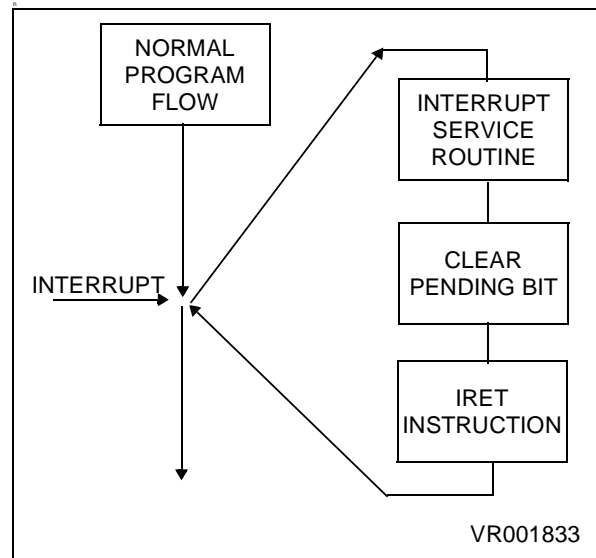 NORMAL
PROGRAM
FLOW
INTERRUPT
SERVICE
ROUTINE
INTERRUPT
CLEAR
PENDING BIT
IRET
INSTRUCTION
VR001833